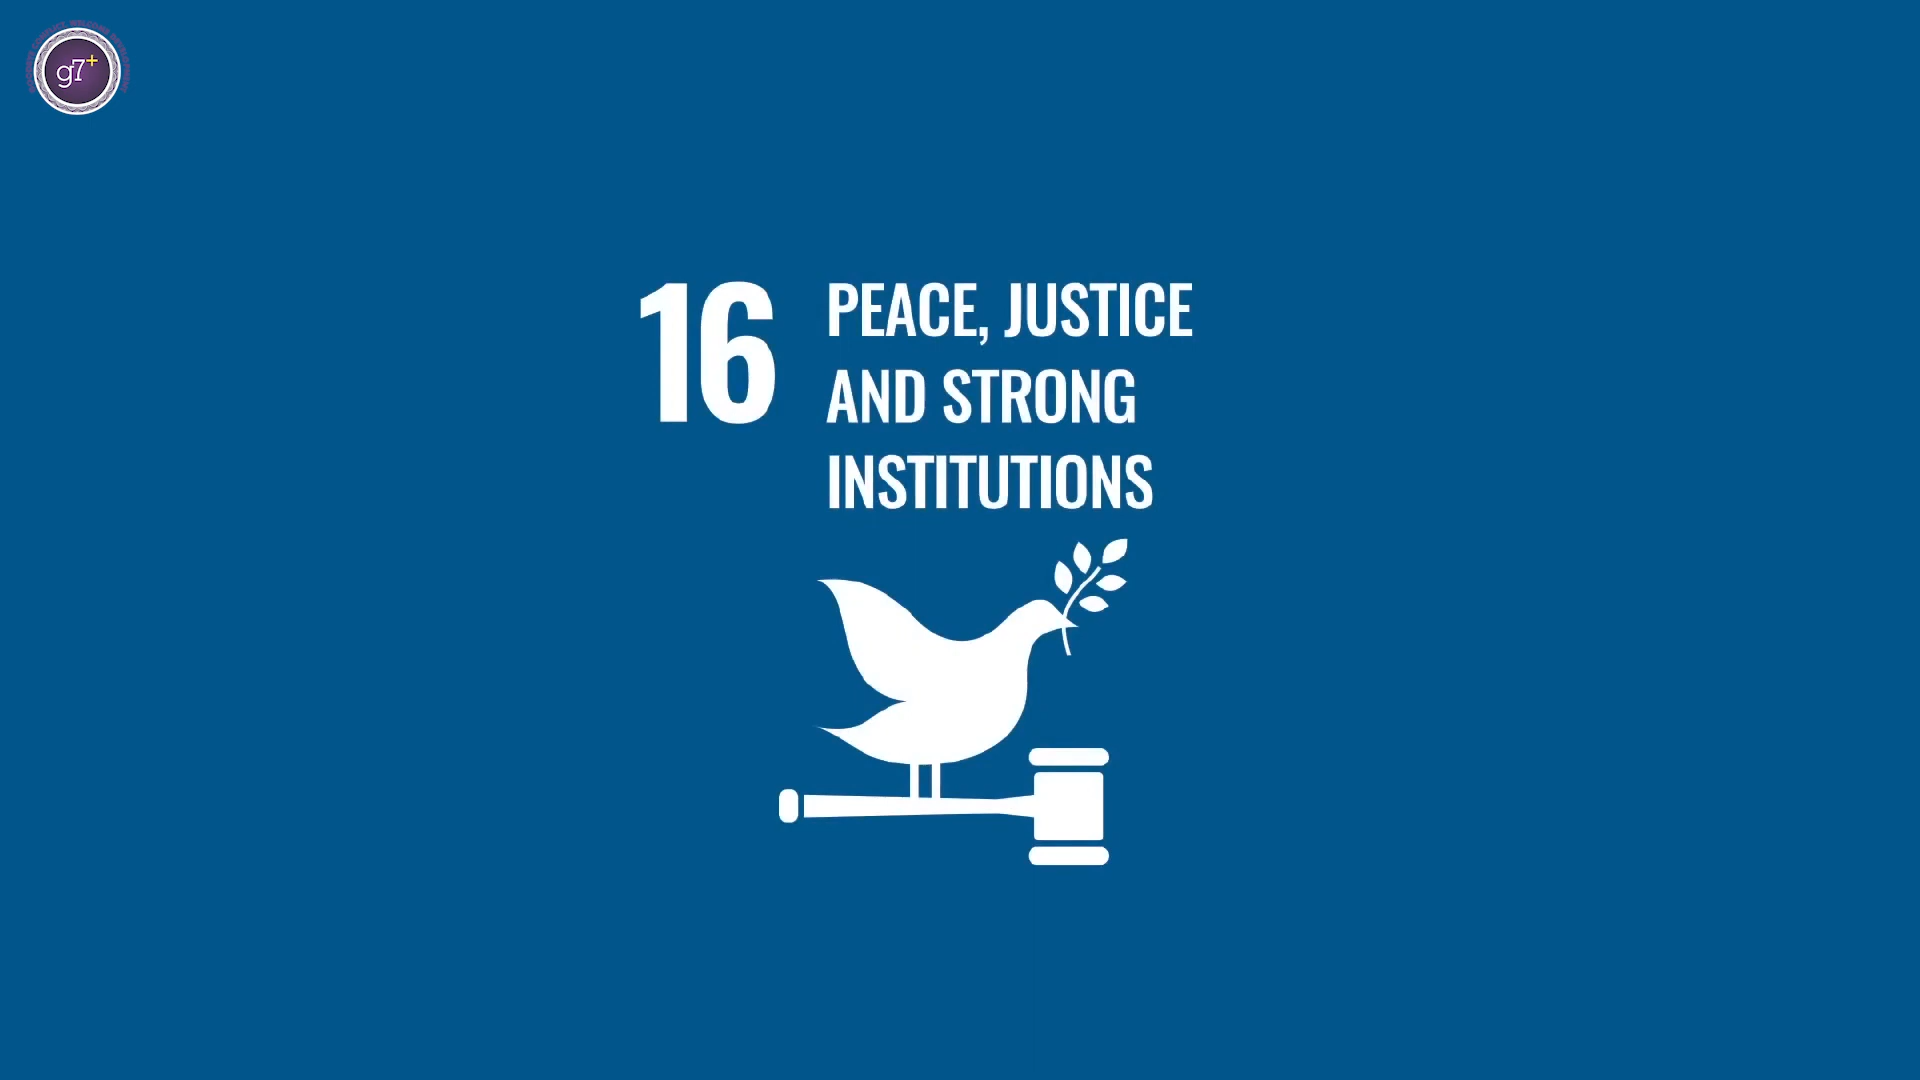 g7+
16
PEACE, JUSTICE
AND STRONG
INSTITUTIONS